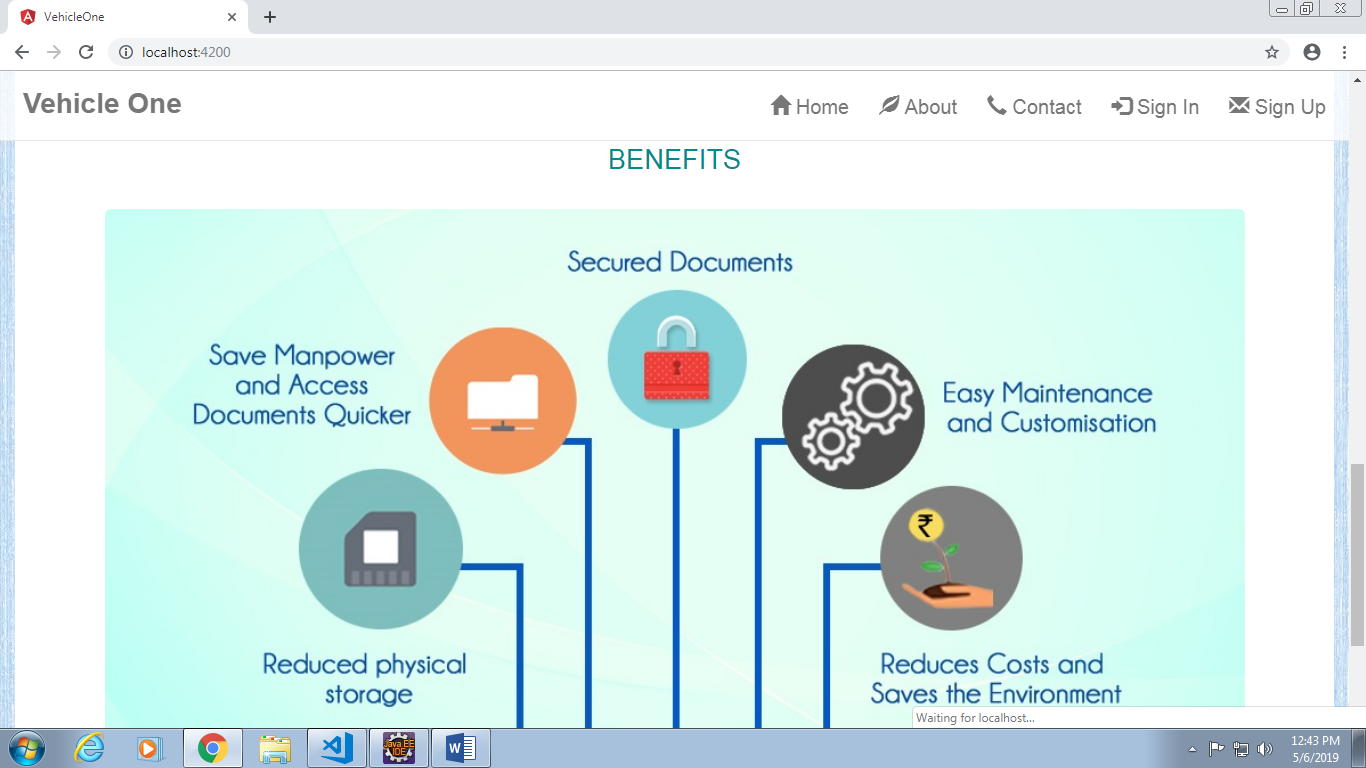 VehicleOne
localhost:4200
Vehicle One
Home
About
Contact
Sign In
Sign Up
BENEFITS
Secured Documents
Save Manpower
and Access
Documents Quicker
Easy Maintenance
and Customisation
₹
Reduced physical
storage
Reduces Costs and
Saves the Environment
Waiting for localhost...
Java EE
IDE
W
12:43 PM
5/6/2019